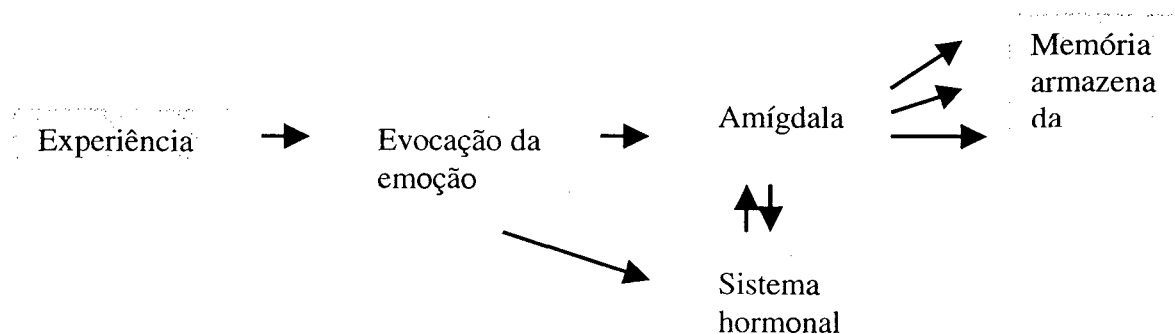 Experiência
Evocação da
emoção
Amígdala
Memória
armazena
da
Sistema
hormonal